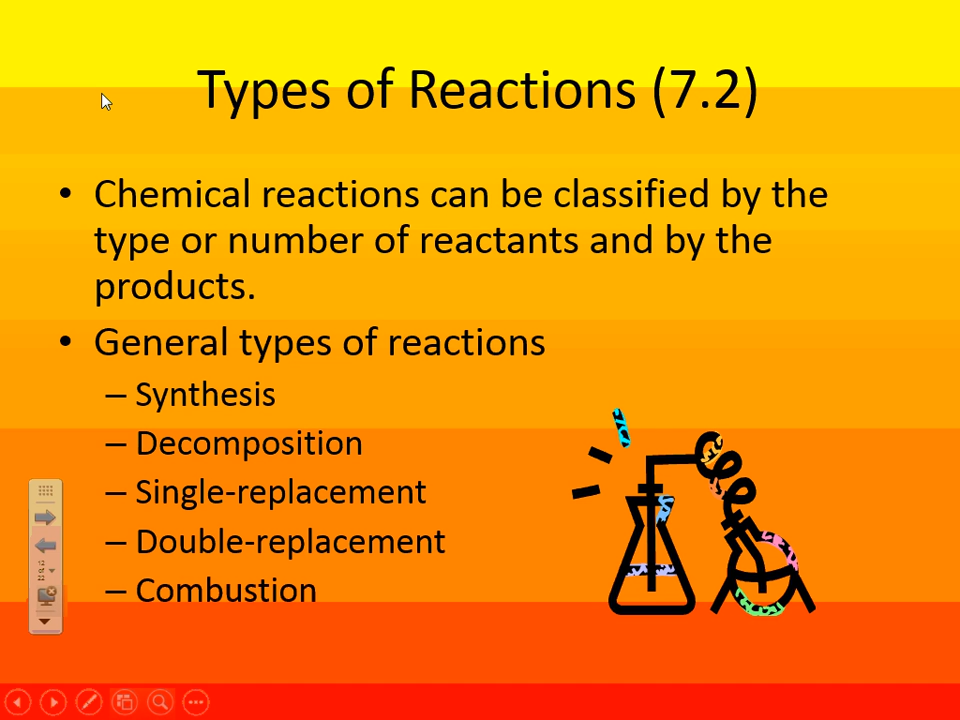 Types of Reactions (7.2)
• Chemical reactions can be classified by the
type or number of reactants and by the
products.
• General types of reactions
– Synthesis
– Decomposition
– Single-replacement
– Double-replacement
– Combustion